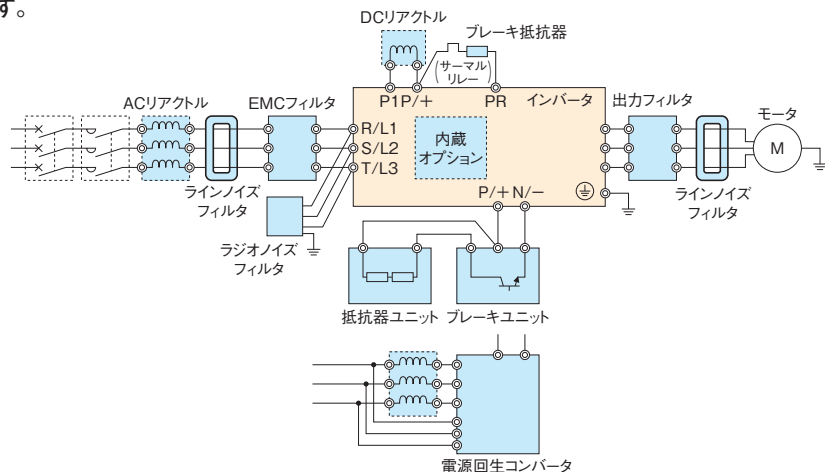 す。
DCリアクトル
ブレーキ抵抗器
(サーマル
リレー)
P1 P/+
PR
インバータ
ACリアクトル
EMCフィルタ
出力フィルタ
モータ
R/L1
S/L2
T/L3
内蔵
オプション
M
P/+ N/−
ラインノイズ
フィルタ
ラインノイズ
フィルタ
ラジオノイズ
フィルタ
抵抗器ユニット
ブレーキユニット
電源回生コンバータ